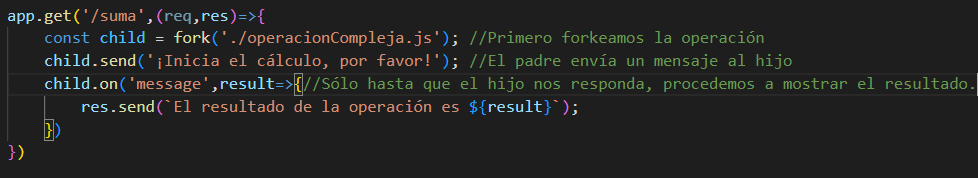 app.get('/suma',(req,res)=>{
    const child = fork('./operacionCompleja.js'); //Primero forkeamos la operación
    child.send('¡Inicia el cálculo, por favor!'); //El padre envía un mensaje al hijo
    child.on('message',result=>{//Sólo hasta que el hijo nos responda, procedemos a mostrar el resultado.
        res.send(`El resultado de la operación es ${result}`);
    })
})